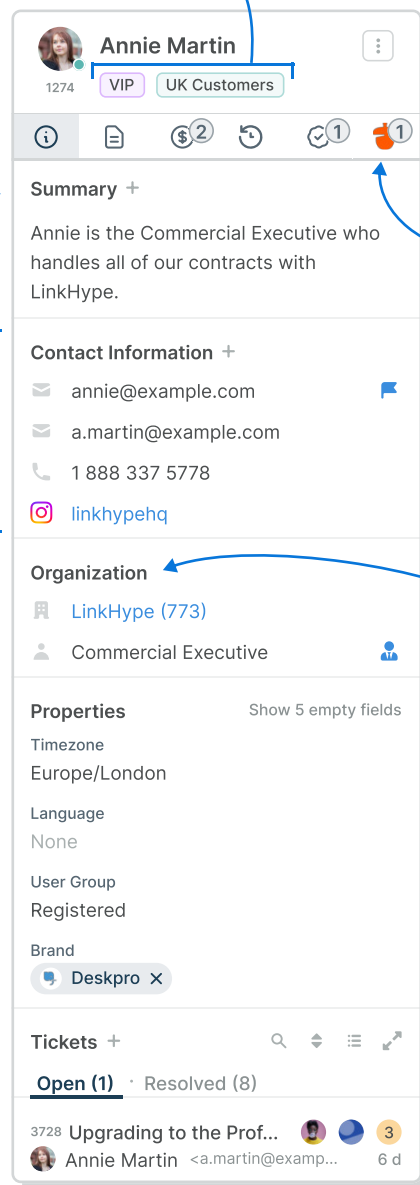 Annie Martin
1274
VIP UK Customers
2 1 1
Summary +
Annie is the Commercial Executive who
handles all of our contracts with
LinkHype.
Contact Information +
annie@example.com
a.martin@example.com
1 888 337 5778
linkhypehq
Organization
LinkHype (773)
Commercial Executive
Properties Show 5 empty fields
Timezone
Europe/London
Language
None
User Group
Registered
Brand
Deskpro ✕
Tickets +
Open (1) · Resolved (8)
3728 Upgrading to the Prof... 3
Annie Martin <a.martin@examp... 6 d